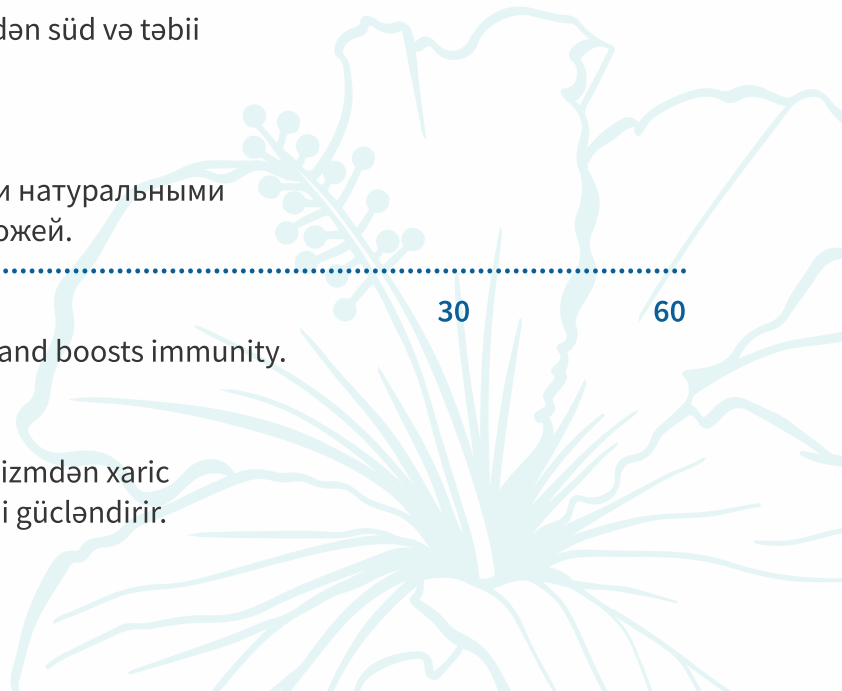 dən süd və təbii
и натуральными
ожей.
30 60
and boosts immunity.
izmdən xaric
i gücləndirir.